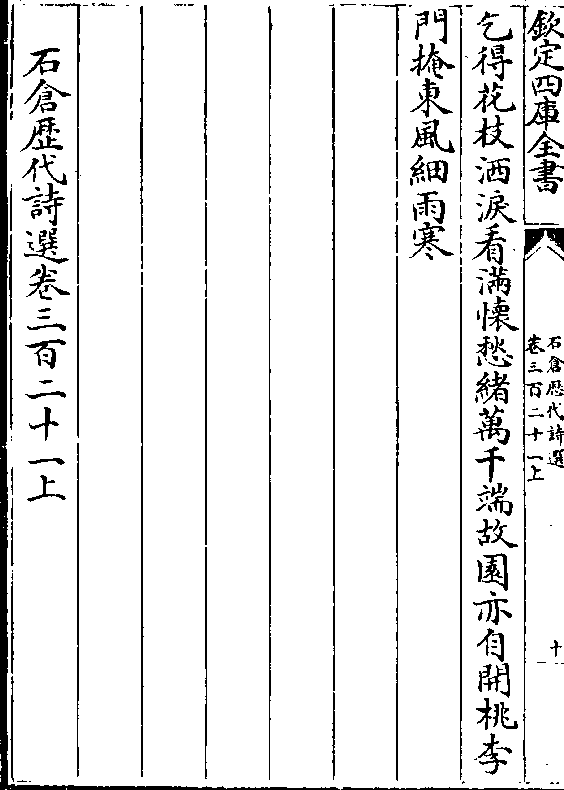 欽定四庫全書
石倉歴代詩選
卷三百二十一上
十
乞得花枝洒淚看滿懐愁緒萬千端故園亦自開桃李
門掩東風細雨寒
石倉歴代詩選卷三百二十一上